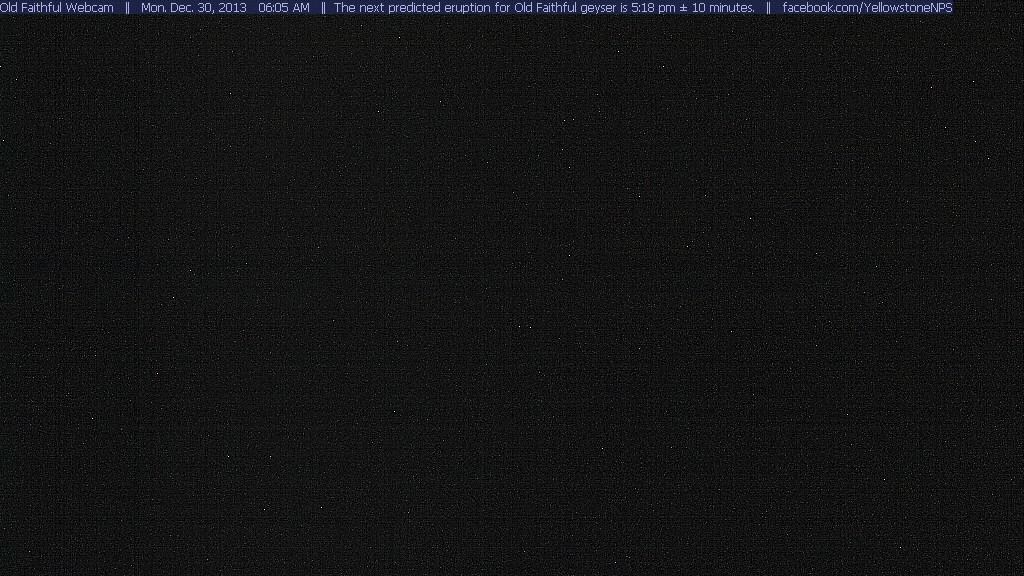 Old Faithful Webcam || Mon. Dec. 30, 2013 06:05 AM || The next predicted eruption for Old Faithful geyser is 5:18 pm ± 10 minutes. || facebook.com/YellowstoneNPS